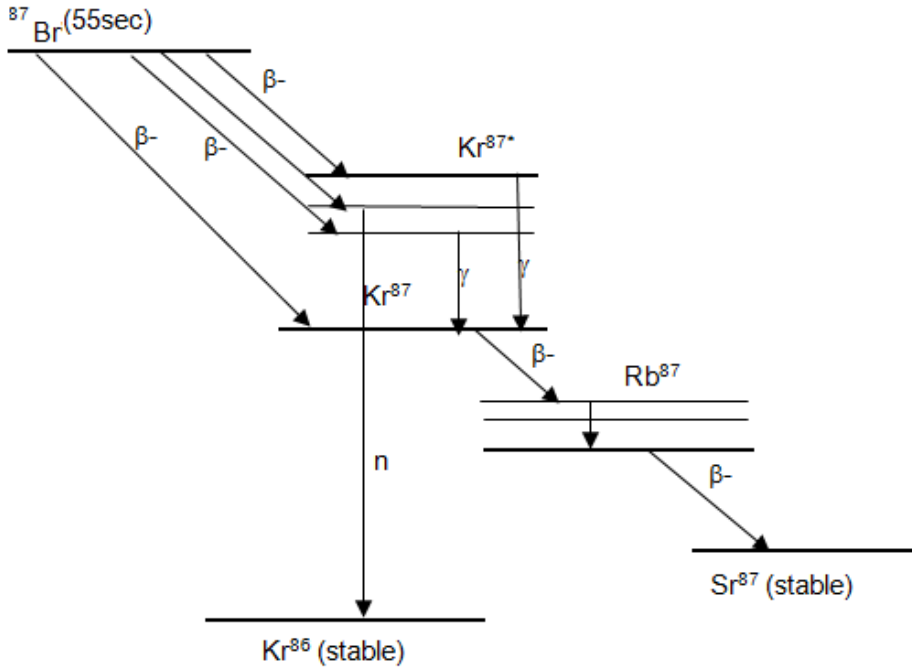 ⁸⁷Br(55sec)
β-
β-
β-
Kr⁸⁷*
γ
γ
Kr⁸⁷
β-
Rb⁸⁷
n
β-
Sr⁸⁷ (stable)
Kr⁸⁶ (stable)